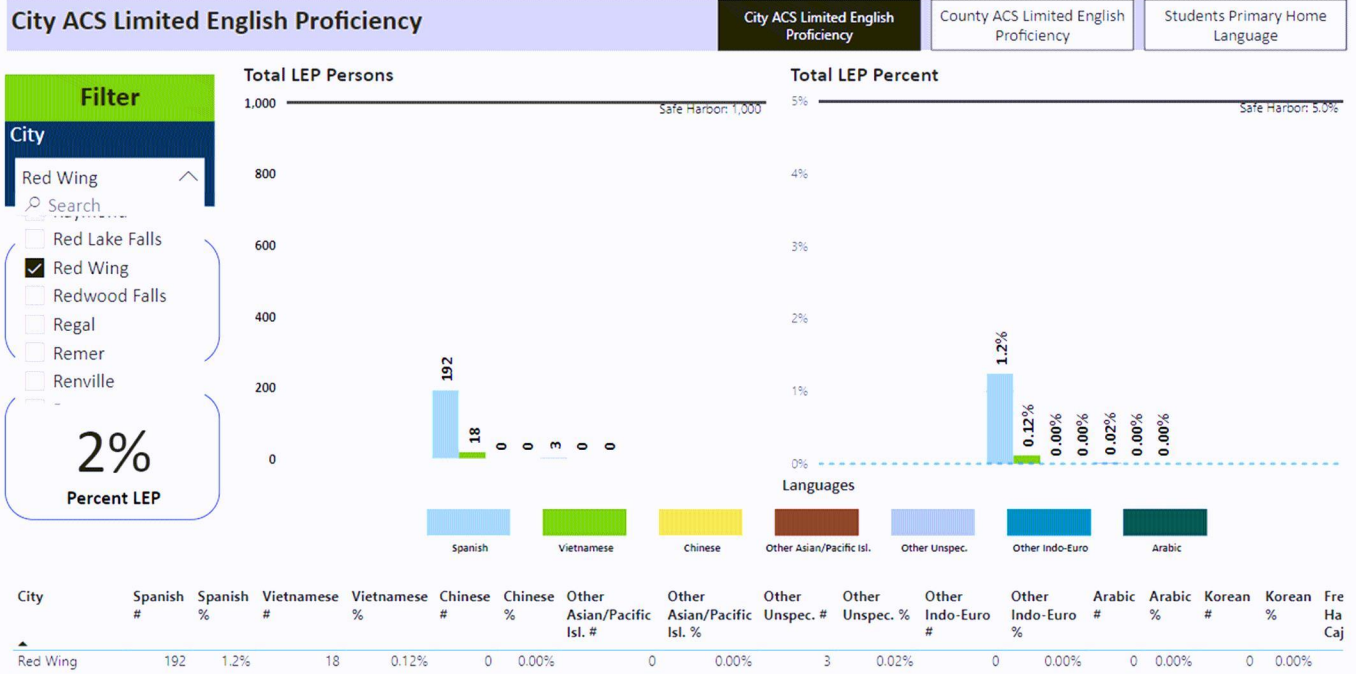 City ACS Limited English Proficiency
City ACS Limited English
Proficiency
County ACS Limited English
Proficiency
Students Primary Home
Language
Filter
City
Red Wing
Search
Red Lake Falls
Red Wing
Redwood Falls
Regal
Remer
Renville
2%
Percent LEP
Total LEP Persons
1,000
Safe Harbor: 1,000
800
600
400
200
0
192
18
0
0
3
0
0
Total LEP Percent
5%
Safe Harbor: 5.0%
4%
3%
2%
1%
0%
1.2%
0.12%
0.00%
0.00%
0.02%
0.00%
0.00%
Languages
Spanish Vietnamese Chinese Other Asian/Pacific Isl. Other Unspec. Other Indo-Euro Arabic
City Spanish Spanish Vietnamese Vietnamese Chinese Chinese Other Other Other Other Other Other Arabic Arabic Korean Korean Fre
# % # % # % Asian/Pacific Asian/Pacific Unspec. # Unspec. % Indo-Euro Indo-Euro # % # % Ha
Isl. # Isl. % # % Caj
Red Wing 192 1.2% 18 0.12% 0 0.00% 0 0.00% 3 0.02% 0 0.00% 0 0.00% 0 0.00%